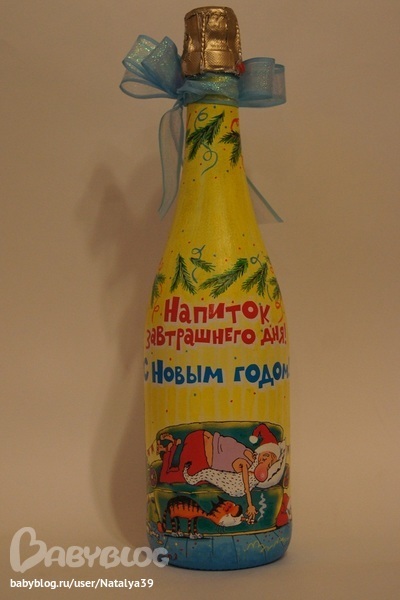 Напиток
завтрашнего дня!
С Новым годом
BABYBLOG
babyblog.ru/user/Natalya39